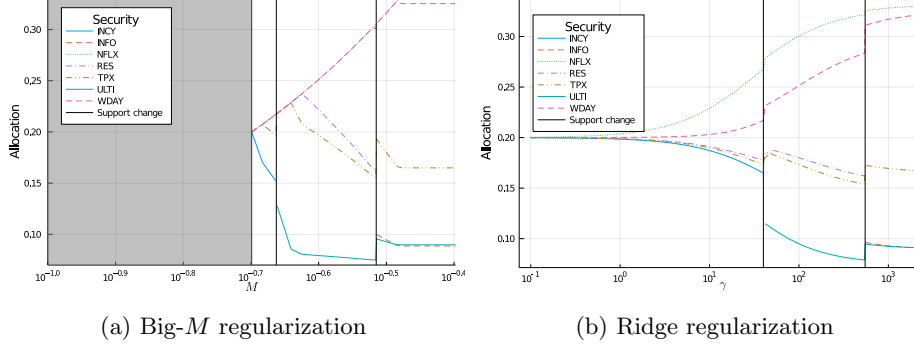 Security
INCY
INFO
NFLX
RES
TPX
ULTI
WDAY
Support change
Allocation
0.30
0.25
0.20
0.15
0.10
10^-1.0
10^-0.9
10^-0.8
10^-0.7
10^-0.6
10^-0.5
10^-0.4
M
(a) Big-M regularization
Security
INCY
INFO
NFLX
RES
TPX
ULTI
WDAY
Support change
Allocation
0.30
0.25
0.20
0.15
0.10
10^-1
10^0
10^1
10^2
10^3
γ
(b) Ridge regularization